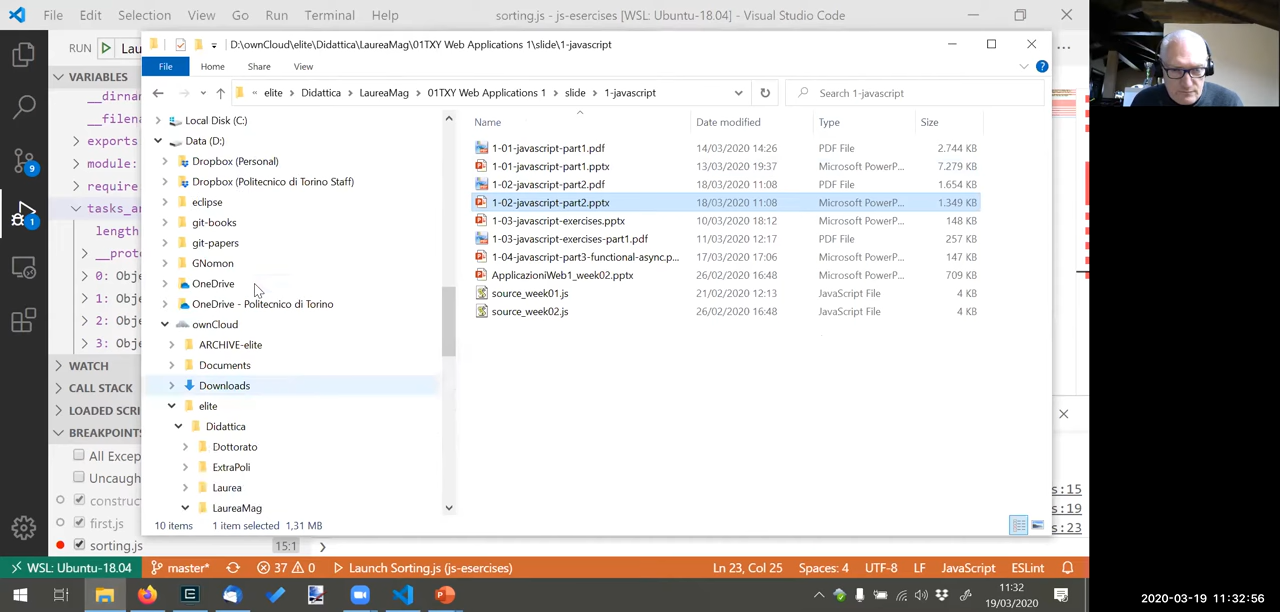 File Edit Selection View Go Run Terminal Help sorting.js - js-esercises [WSL: Ubuntu-18.04] - Visual Studio Code
RUN Lau
VARIABLES
__dirnam
__filena
exports
module:
require
tasks_ar
length
__proto
0: Obje
1: Obje
2: Obje
3: Obje
WATCH
CALL STACK
LOADED SCRI
BREAKPOINTS
All Excep
Uncaugh
construct
first.js
sorting.js
9
1
D:\ownCloud\elite\Didattica\LaureaMag\01TXY Web Applications 1\slide\1-javascript
File Home Share View
« elite Didattica LaureaMag 01TXY Web Applications 1 slide 1-javascript
Search 1-javascript
Local Disk (C:)
Data (D:)
Dropbox (Personal)
Dropbox (Politecnico di Torino Staff)
eclipse
git-books
git-papers
GNomon
OneDrive
OneDrive - Politecnico di Torino
ownCloud
ARCHIVE-elite
Documents
Downloads
elite
Didattica
Dottorato
ExtraPoli
Laurea
LaureaMag
Name Date modified Type Size
1-01-javascript-part1.pdf 14/03/2020 14:26 PDF File 2.744 KB
1-01-javascript-part1.pptx 13/03/2020 19:37 Microsoft PowerP... 7.279 KB
1-02-javascript-part2.pdf 18/03/2020 11:08 PDF File 1.654 KB
1-02-javascript-part2.pptx 18/03/2020 11:08 Microsoft PowerP... 1.349 KB
1-03-javascript-exercises.pptx 10/03/2020 18:12 Microsoft PowerP... 148 KB
1-03-javascript-exercises-part1.pdf 11/03/2020 12:17 PDF File 257 KB
1-04-javascript-part3-functional-async.p... 17/03/2020 17:06 Microsoft PowerP... 147 KB
ApplicazioniWeb1_week02.pptx 26/02/2020 16:48 Microsoft PowerP... 709 KB
source_week01.js 21/02/2020 12:13 JavaScript File 4 KB
source_week02.js 26/02/2020 16:48 JavaScript File 4 KB
10 items 1 item selected 1,31 MB
s:15
s:19
s:23
15:1
WSL: Ubuntu-18.04 master* 37 0 Launch Sorting.js (js-esercises) Ln 23, Col 25 Spaces: 4 UTF-8 LF JavaScript ESLint
11:32
19/03/2020
2020-03-19 11:32:56